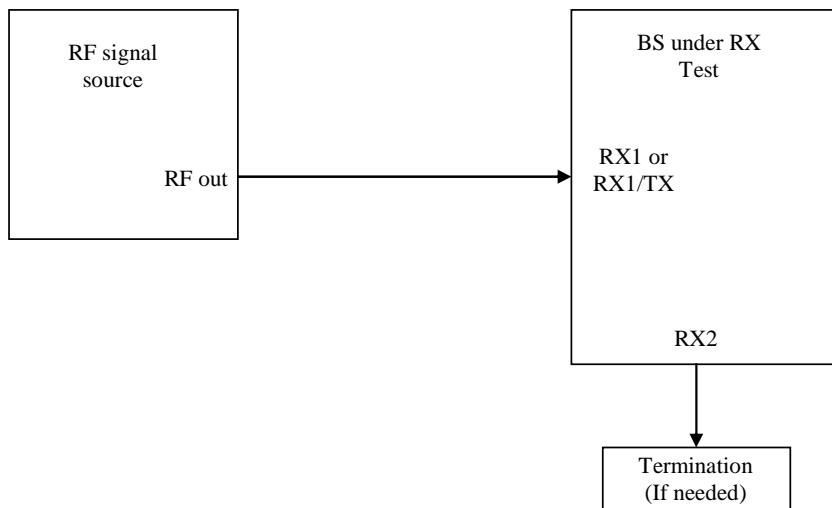 RF signal
source
RF out
BS under RX
Test
RX1 or
RX1/TX
RX2
Termination
(If needed)